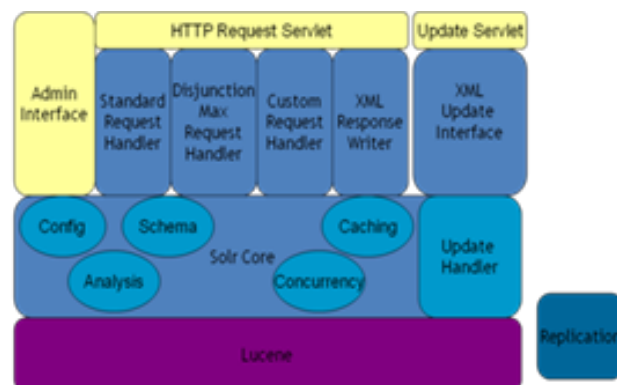 HTTP Request Servlet
Update Servlet
Admin
Interface
Standard
Request
Handler
Disjunction
Max
Request
Handler
Custom
Request
Handler
XML
Response
Writer
XML
Update
Interface
Config
Schema
Caching
Analysis
Solr Core
Concurrency
Update
Handler
Lucene
Replication